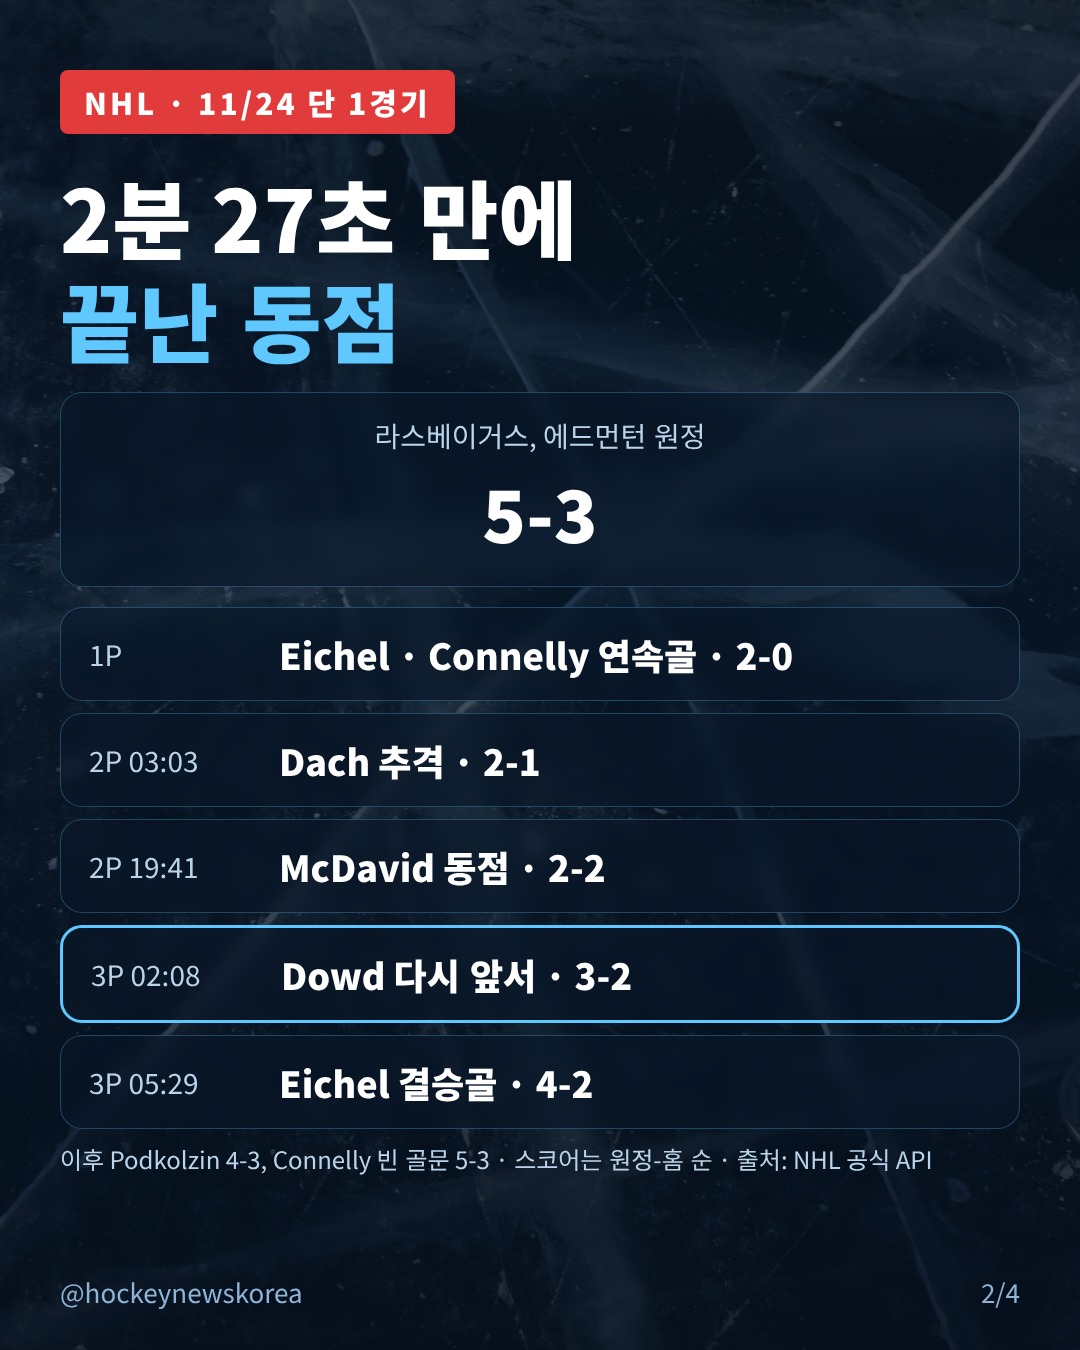 NHL · 11/24 단 1경기
2분 27초 만에
끝난 동점
라스베이거스, 에드먼턴 원정
5-3
1P Eichel · Connelly 연속골 · 2-0
2P 03:03 Dach 추격 · 2-1
2P 19:41 McDavid 동점 · 2-2
3P 02:08 Dowd 다시 앞서 · 3-2
3P 05:29 Eichel 결승골 · 4-2
이후 Podkolzin 4-3, Connelly 빈 골문 5-3 · 스코어는 원정-홈 순 · 출처: NHL 공식 API
@hockeynewskorea 2/4